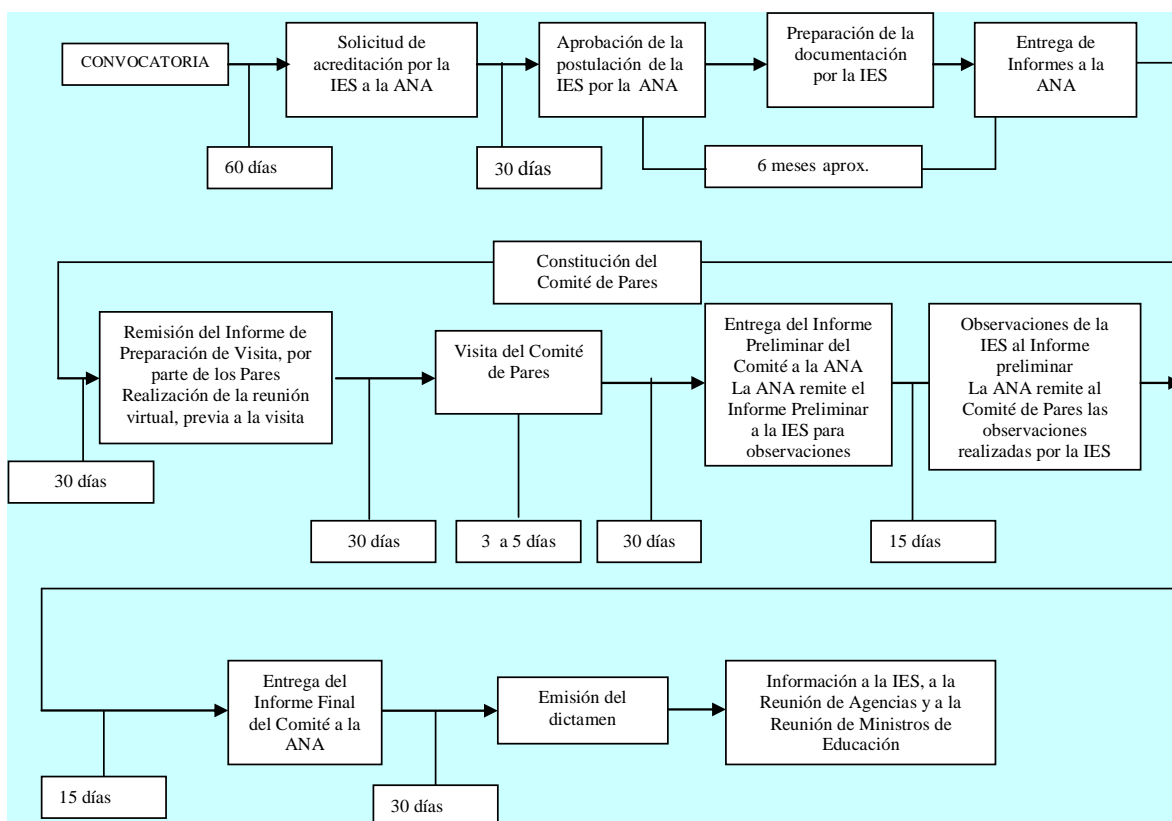 CONVOCATORIA
Solicitud de
acreditación por la
IES a la ANA
Aprobación de la
postulación de la
IES por la ANA
Preparación de la
documentación
por la IES
Entrega de
Informes a la
ANA
60 días
30 días
6 meses aprox.
Constitución del
Comité de Pares
Remisión del Informe de
Preparación de Visita, por
parte de los Pares
Realización de la reunión
virtual, previa a la visita
Visita del Comité
de Pares
Entrega del Informe
Preliminar del
Comité a la ANA
La ANA remite el
Informe Preliminar
a la IES para
observaciones
Observaciones de la
IES al Informe
preliminar
La ANA remite al
Comité de Pares las
observaciones
realizadas por la IES
30 días
30 días
3 a 5 días
30 días
15 días
Entrega del
Informe Final
del Comité a la
ANA
Emisión del
dictamen
Información a la IES, a la
Reunión de Agencias y a la
Reunión de Ministros de
Educación
15 días
30 días